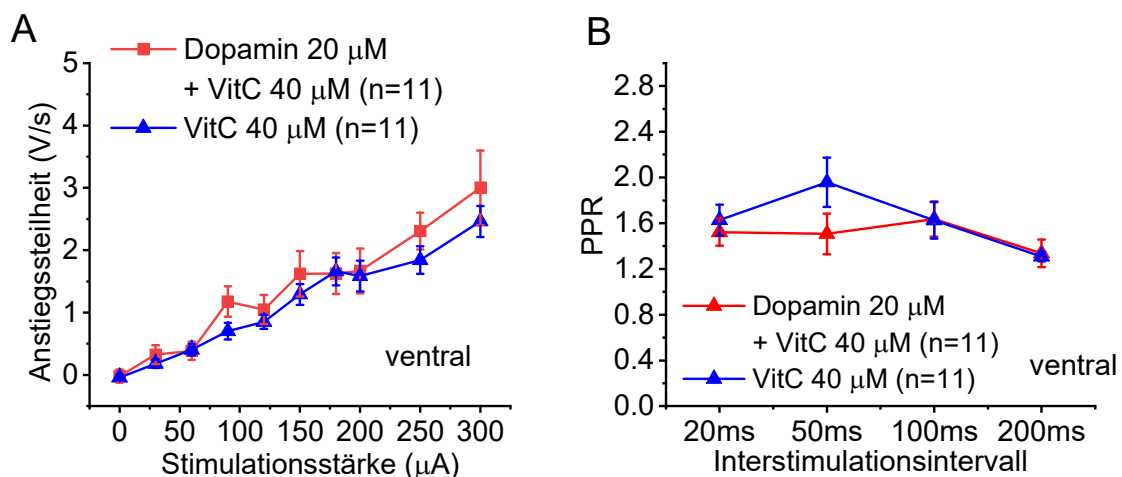 A
Dopamin 20 μM
+ VitC 40 μM (n=11)
VitC 40 μM (n=11)
Anstiegssteilheit (V/s)
5
4
3
2
1
0
ventral
0 50 100 150 200 250 300
Stimulationsstärke (μA)
B
PPR
2.8
2.4
2.0
1.6
1.2
0.8
0.4
0.0
Dopamin 20 μM
+ VitC 40 μM (n=11)
VitC 40 μM (n=11)
ventral
20ms 50ms 100ms 200ms
Interstimulationsintervall